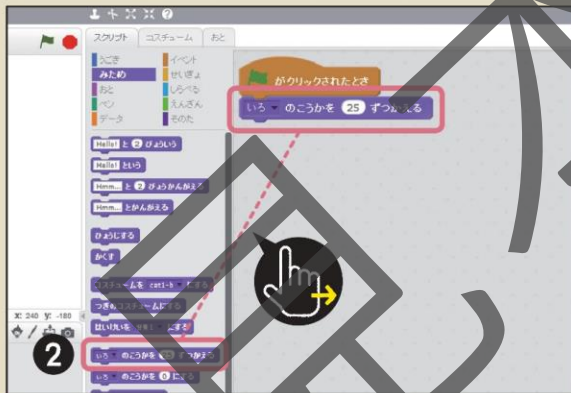 スクリプト コスチューム おと
うごき イベント
みため せいぎょ
おと しらべる
ペン えんざん
データ そのた
がクリックされたとき
いろ のこうかを 25 ずつかえる
Hello! と 2 びょういう
Hello! という
Hmm... と 2 びょうかんがえる
Hmm... とかんがえる
ひょうじする
かくす
コスチュームを cat1-b にする
つぎのコスチュームにする
はいけいを にする
x: 240 y: -180
2
いろ のこうかを 25 ずつかえる
いろ のこうかを 0 にする